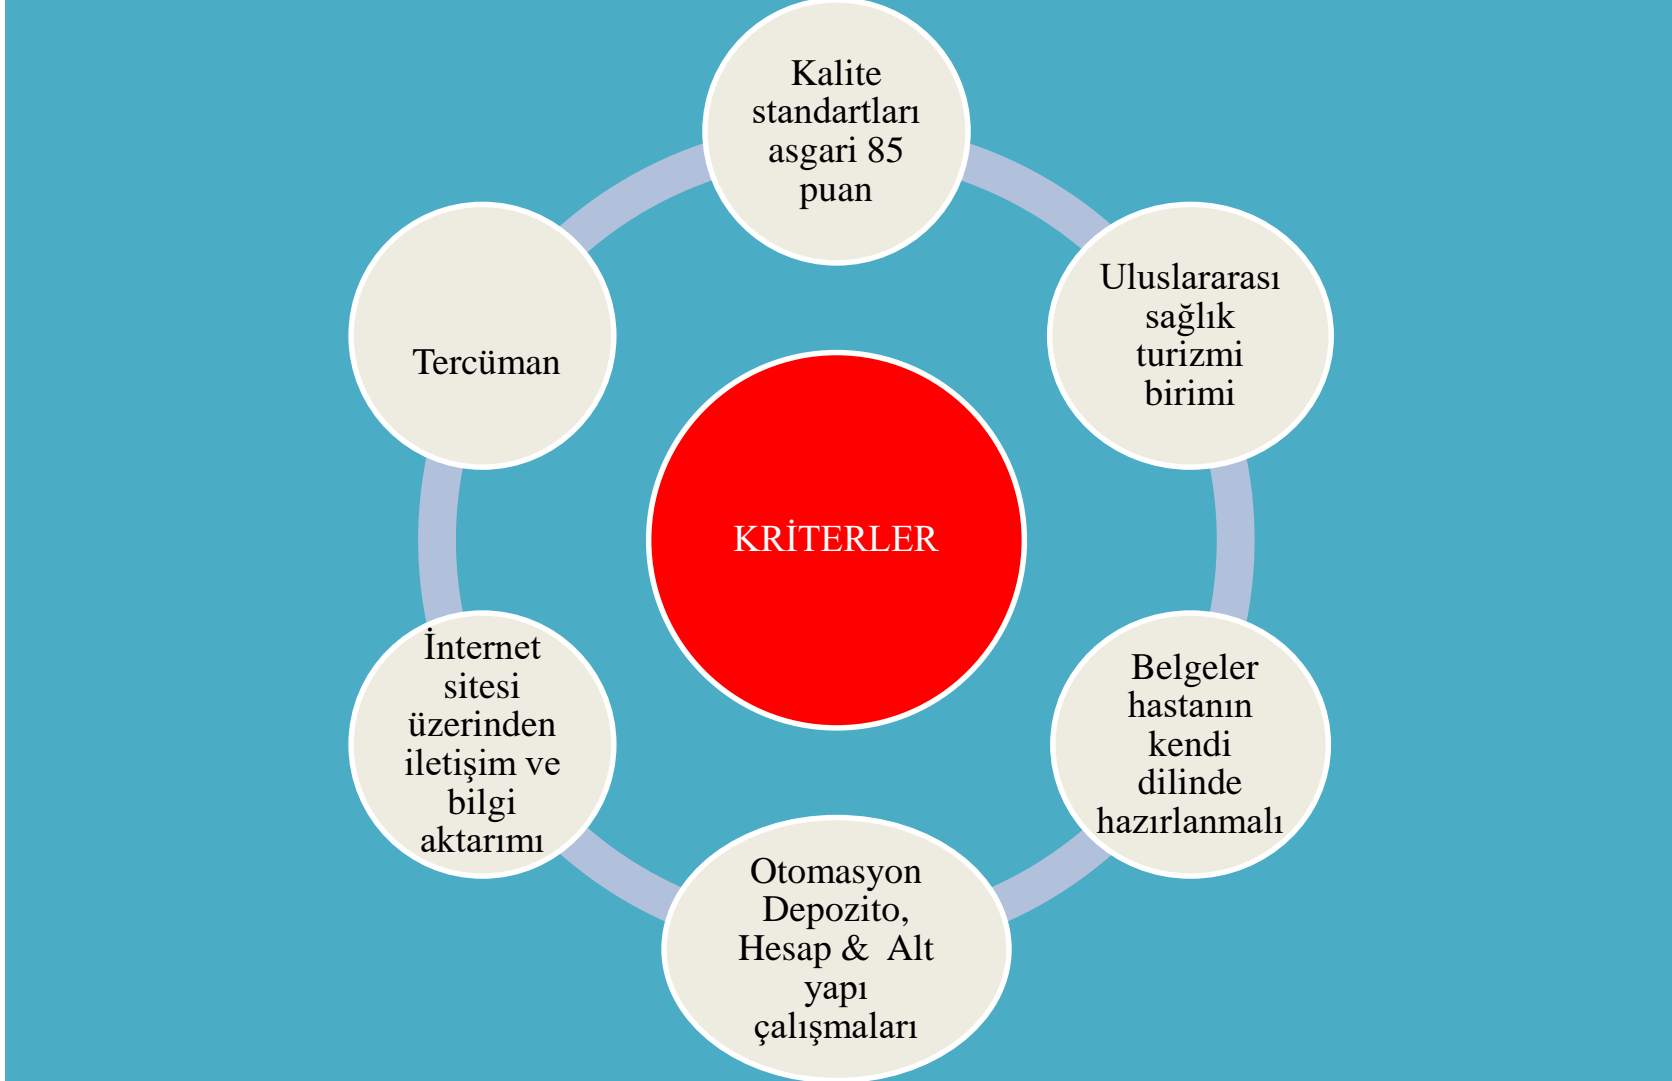 Kalite
standartları
asgari 85
puan
Uluslararası
sağlık
turizmi
birimi
Belgeler
hastanın
kendi
dilinde
hazırlanmalı
Otomasyon
Depozito,
Hesap & Alt
yapı
çalışmaları
İnternet
sitesi
üzerinden
iletişim ve
bilgi
aktarımı
Tercüman
KRİTERLER